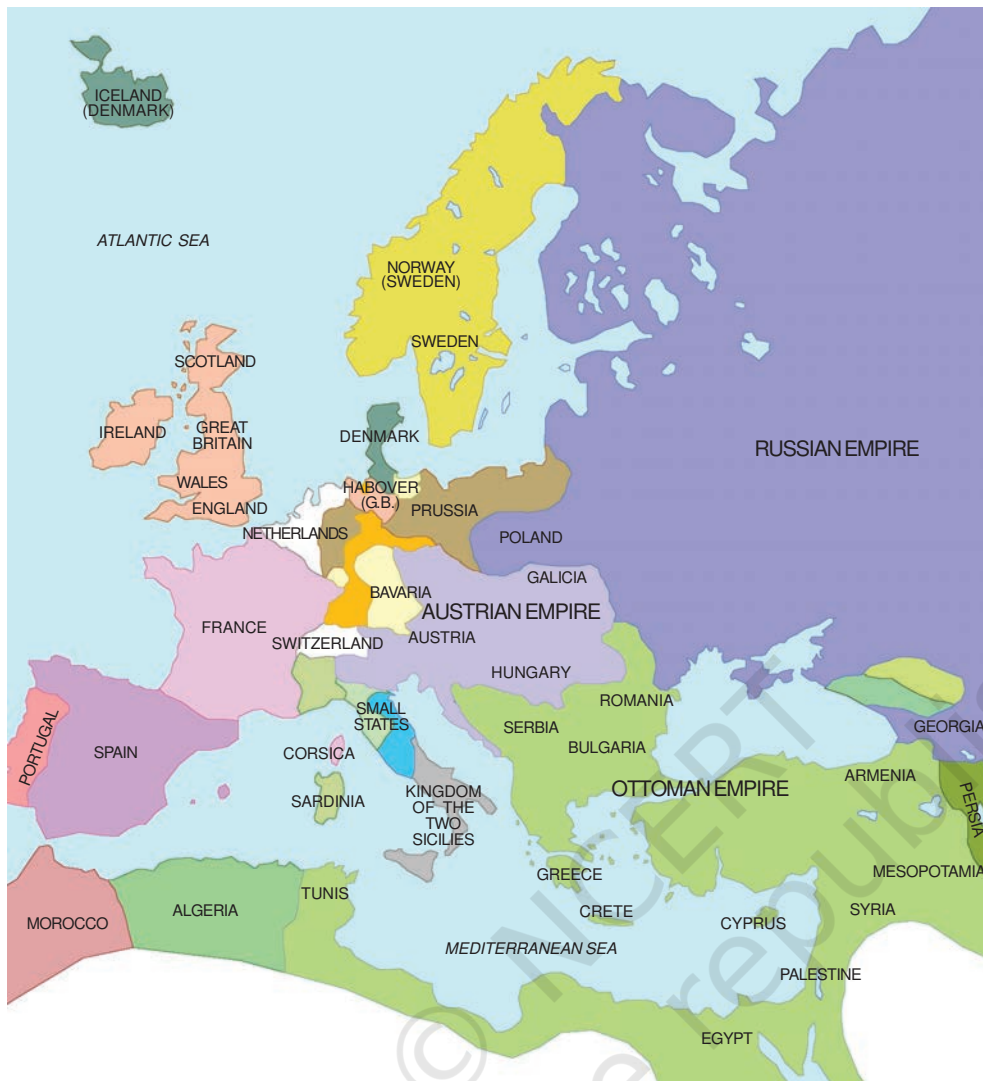 ICELAND
(DENMARK)
ATLANTIC SEA
NORWAY
(SWEDEN)
SWEDEN
SCOTLAND
IRELAND
GREAT
BRITAIN
WALES
ENGLAND
DENMARK
HABOVER
(G.B.)
PRUSSIA
NETHERLANDS
RUSSIAN EMPIRE
POLAND
GALICIA
BAVARIA
AUSTRIAN EMPIRE
FRANCE
SWITZERLAND
AUSTRIA
HUNGARY
ROMANIA
SMALL
STATES
SERBIA
BULGARIA
GEORGIA
PORTUGAL
SPAIN
CORSICA
SARDINIA
KINGDOM
OF THE
TWO
SICILIES
OTTOMAN EMPIRE
ARMENIA
PERSIA
GREECE
MESOPOTAMIA
TUNIS
CRETE
CYPRUS
SYRIA
MOROCCO
ALGERIA
MEDITERRANEAN SEA
PALESTINE
EGYPT
© NCERT
be republis